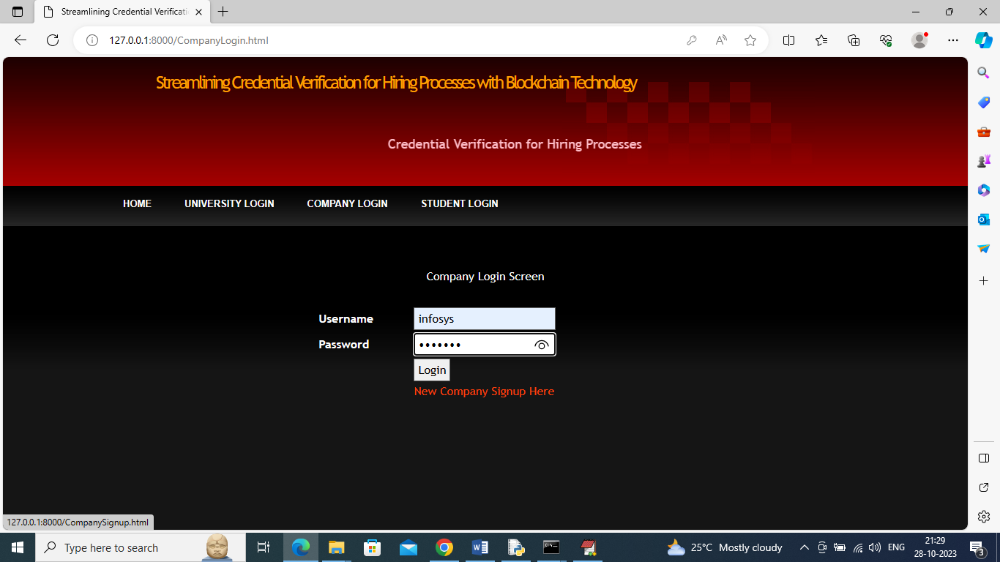 Streamlining Credential Verificati
127.0.0.1:8000/CompanyLogin.html
Streamlining Credential Verification for Hiring Processes with Blockchain Technology
Credential Verification for Hiring Processes
HOME UNIVERSITY LOGIN COMPANY LOGIN STUDENT LOGIN
Company Login Screen
Username infosys
Password •••••••
Login
New Company Signup Here
127.0.0.1:8000/CompanySignup.html
Type here to search
25°C Mostly cloudy
ENG
21:29
28-10-2023
3